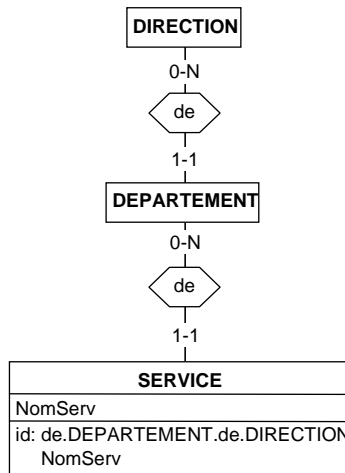 DIRECTION
0-N
de
1-1
DEPARTEMENT
0-N
de
1-1
SERVICE
NomServ
id: de.DEPARTEMENT.de.DIRECTION
NomServ